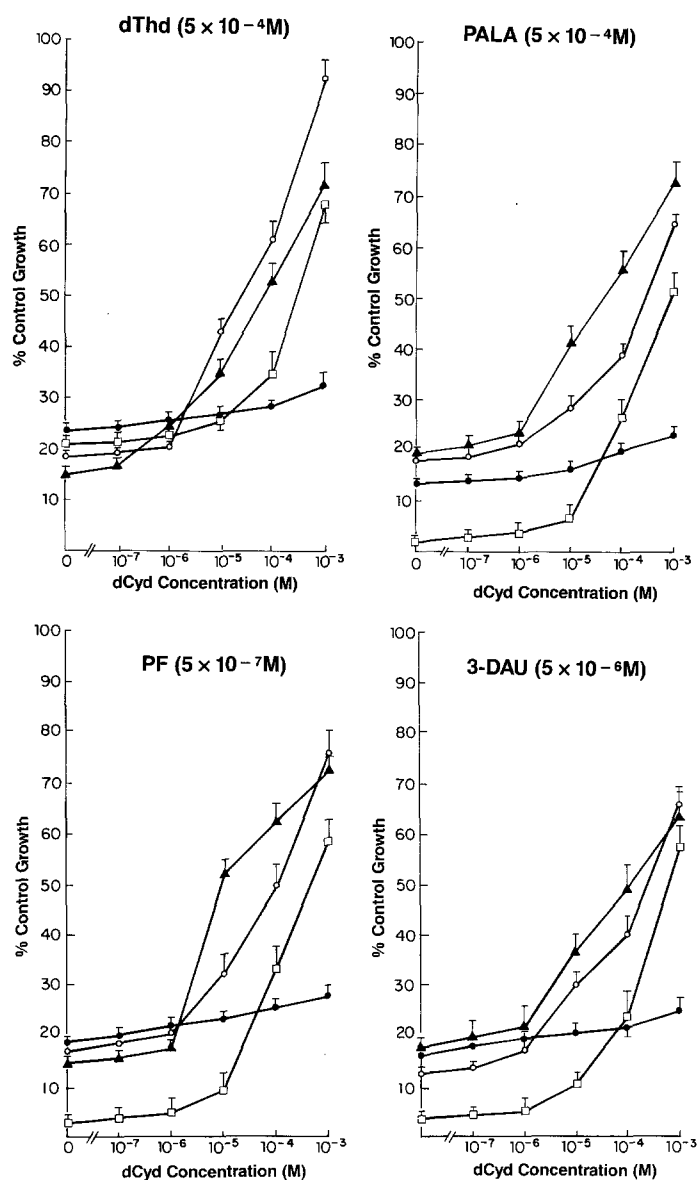 dThd (5 × 10⁻⁴M)
100
90
80
70
60
50
40
30
20
10
% Control Growth
0 10⁻⁷ 10⁻⁶ 10⁻⁵ 10⁻⁴ 10⁻³
dCyd Concentration (M)
PALA (5 × 10⁻⁴M)
100
90
80
70
60
50
40
30
20
10
% Control Growth
0 10⁻⁷ 10⁻⁶ 10⁻⁵ 10⁻⁴ 10⁻³
dCyd Concentration (M)
PF (5 × 10⁻⁷M)
100
90
80
70
60
50
40
30
20
10
% Control Growth
0 10⁻⁷ 10⁻⁶ 10⁻⁵ 10⁻⁴ 10⁻³
dCyd Concentration (M)
3-DAU (5 × 10⁻⁶M)
100
90
80
70
60
50
40
30
20
10
% Control Growth
0 10⁻⁷ 10⁻⁶ 10⁻⁵ 10⁻⁴ 10⁻³
dCyd Concentration (M)